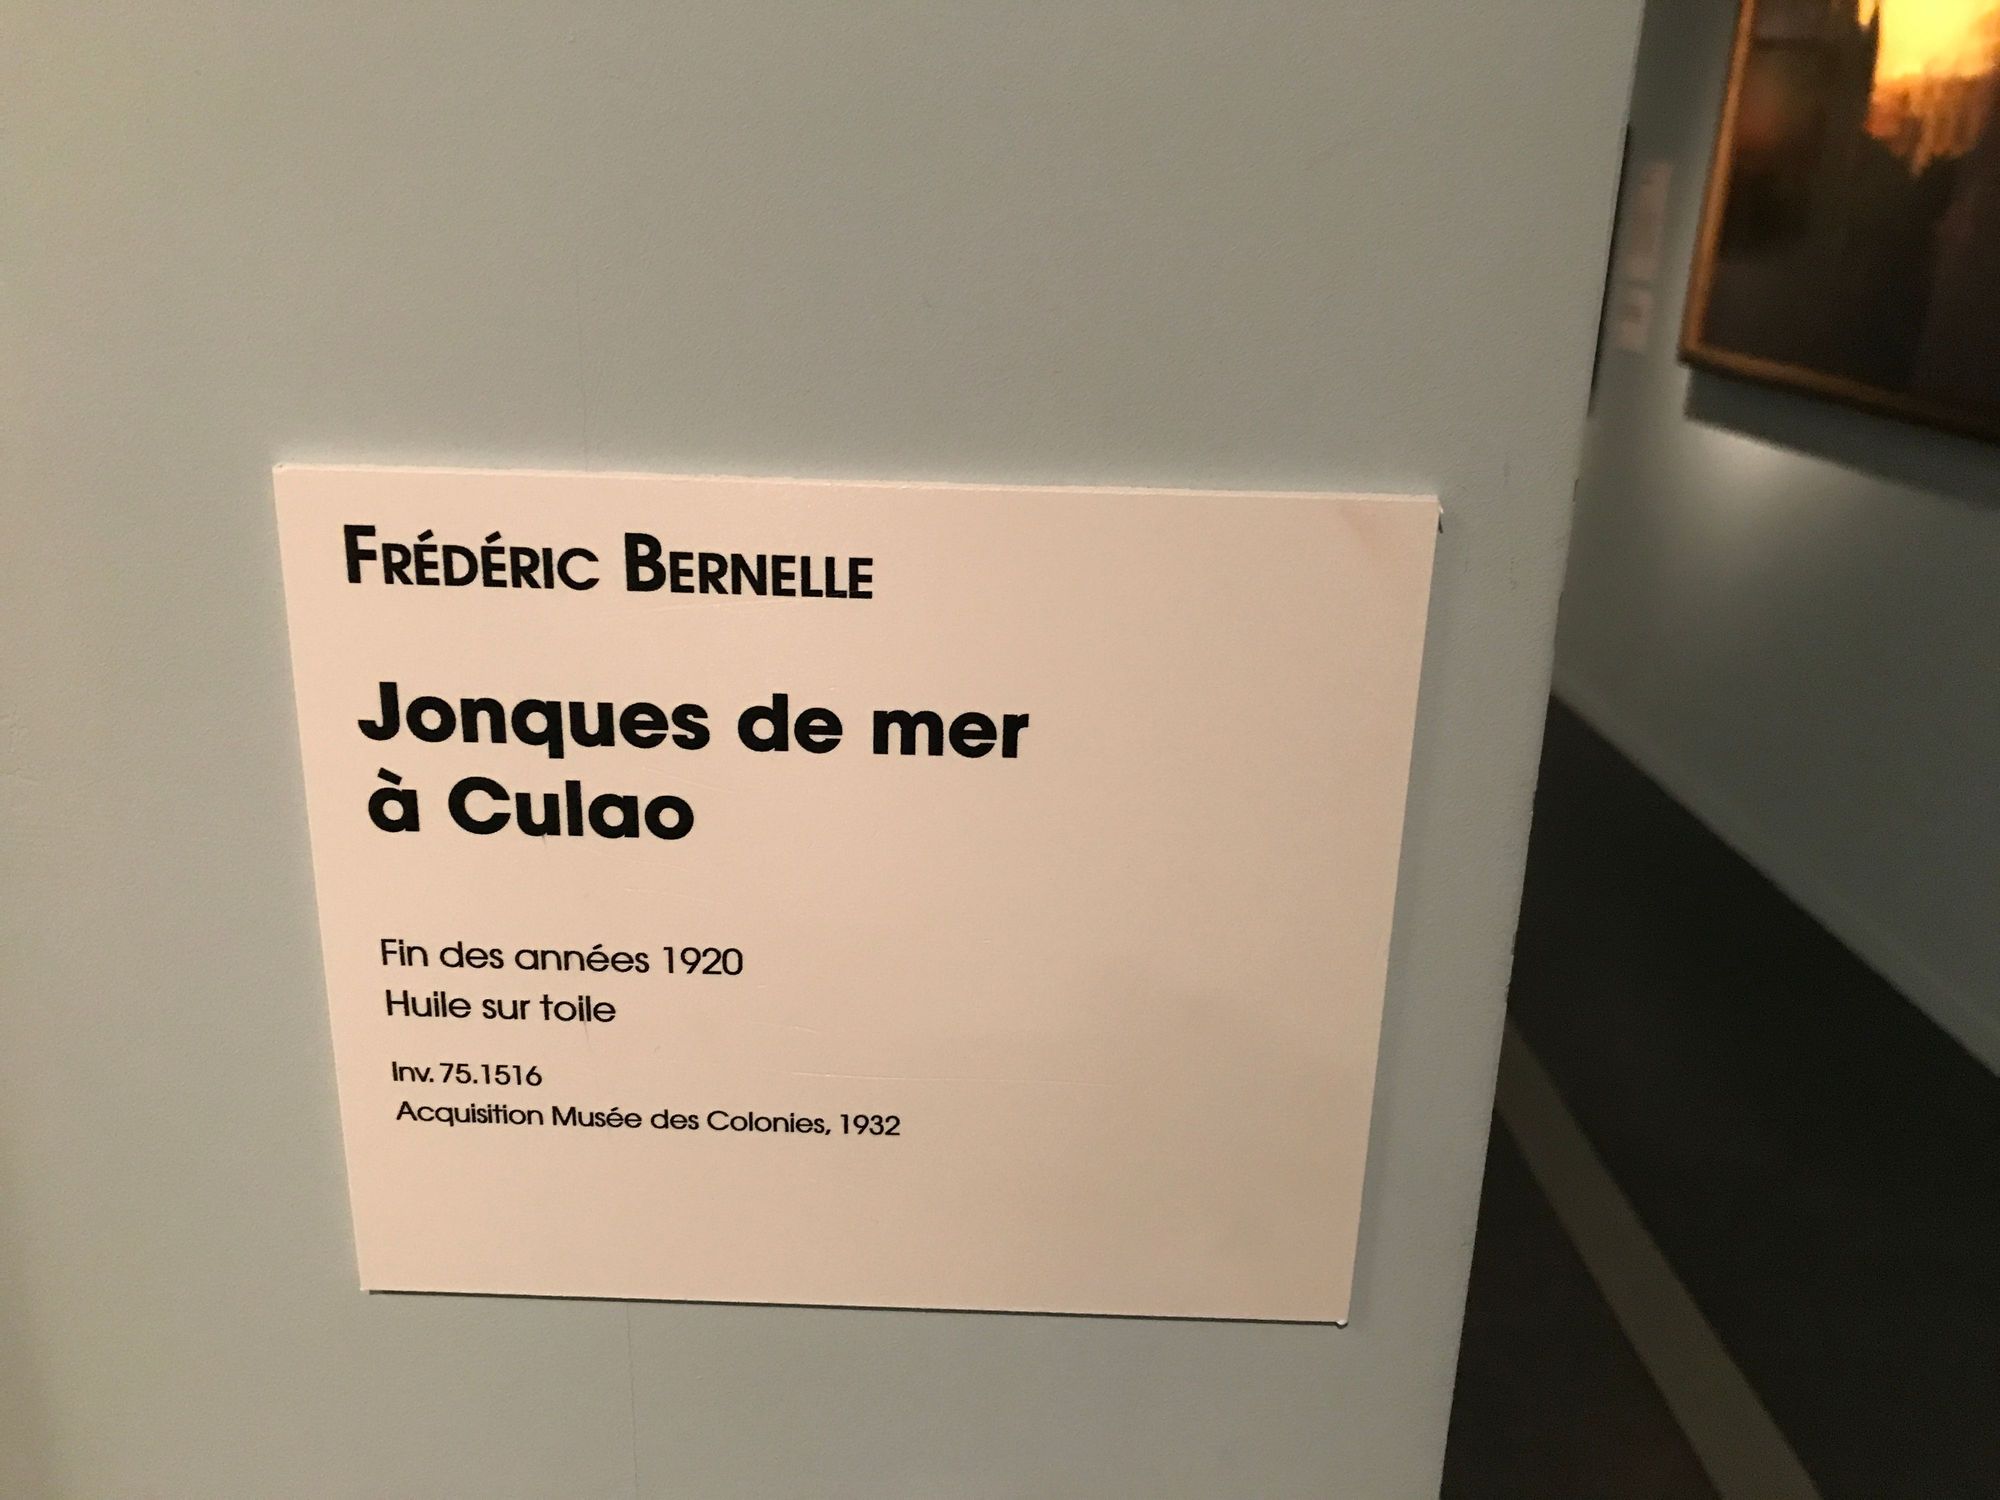 FRÉDÉRIC BERNELLE
Jonques de mer
à Culao
Fin des années 1920
Huile sur toile
Inv. 75.1516
Acquisition Musée des Colonies, 1932